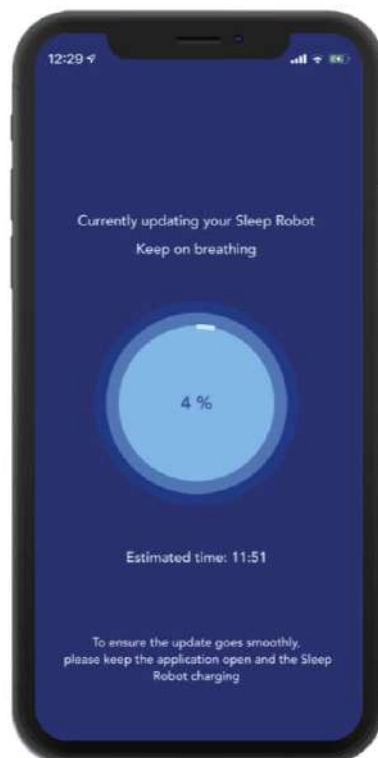 12:29
Currently updating your Sleep Robot
Keep on breathing
4 %
Estimated time: 11:51
To ensure the update goes smoothly,
please keep the application open and the Sleep
Robot charging